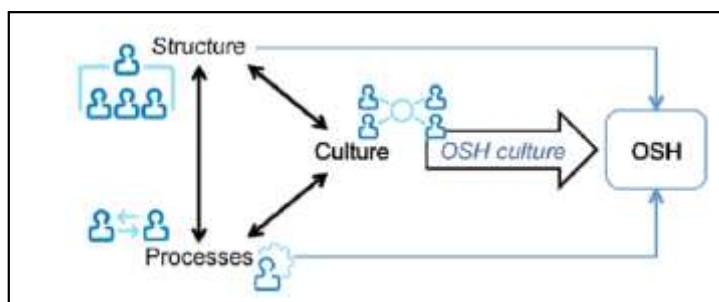 Structure
Culture
OSH culture
OSH
Processes